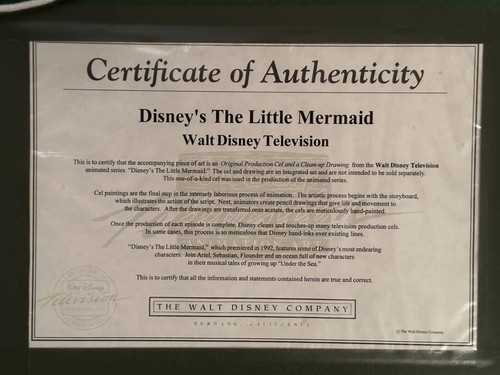 Certificate of Authenticity
Disney's The Little Mermaid
Walt Disney Television
This is to certify that the accompanying piece of art is an Original Production Cel and a Clean-up Drawing from the Walt Disney Television
animated series "Disney's The Little Mermaid." The cel and drawing are an integrated set and are not intended to be sold separately.
This one-of-a-kind cel was used in the production of the animated series.
Cel paintings are the final step in the intensely laborious process of animation. The artistic process begins with the storyboard,
which illustrates the action of the script. Next, animators create pencil drawings that give life and movement to
the characters. After the drawings are transferred onto acetate, the cels are meticulously hand-painted.
Once the production of each episode is complete, Disney cleans and touches-up many television production cels.
In some cases, this process is so meticulous that Disney hand-inks over existing lines.
"Disney's The Little Mermaid," which premiered in 1992, features some of Disney's most endearing
characters. Join Ariel, Sebastian, Flounder and an ocean full of new characters
in their musical tales of growing up "Under the Sea."
This is to certify that all the information and statements contained herein are true and correct.
Walt Disney
Television
THE WALT DISNEY COMPANY
BURBANK, CALIFORNIA
© The Walt Disney Company